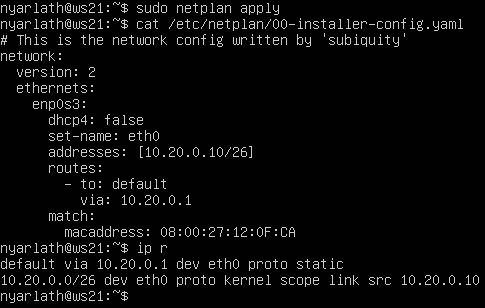 nyarlath@ws21:~$ sudo netplan apply
nyarlath@ws21:~$ cat /etc/netplan/00-installer-config.yaml
# This is the network config written by 'subiquity'
network:
  version: 2
  ethernets:
    enp0s3:
      dhcp4: false
      set-name: eth0
      addresses: [10.20.0.10/26]
      routes:
        - to: default
          via: 10.20.0.1
      match:
        macaddress: 08:00:27:12:0F:CA
nyarlath@ws21:~$ ip r
default via 10.20.0.1 dev eth0 proto static
10.20.0.0/26 dev eth0 proto kernel scope link src 10.20.0.10
nyarlath@ws21:~$